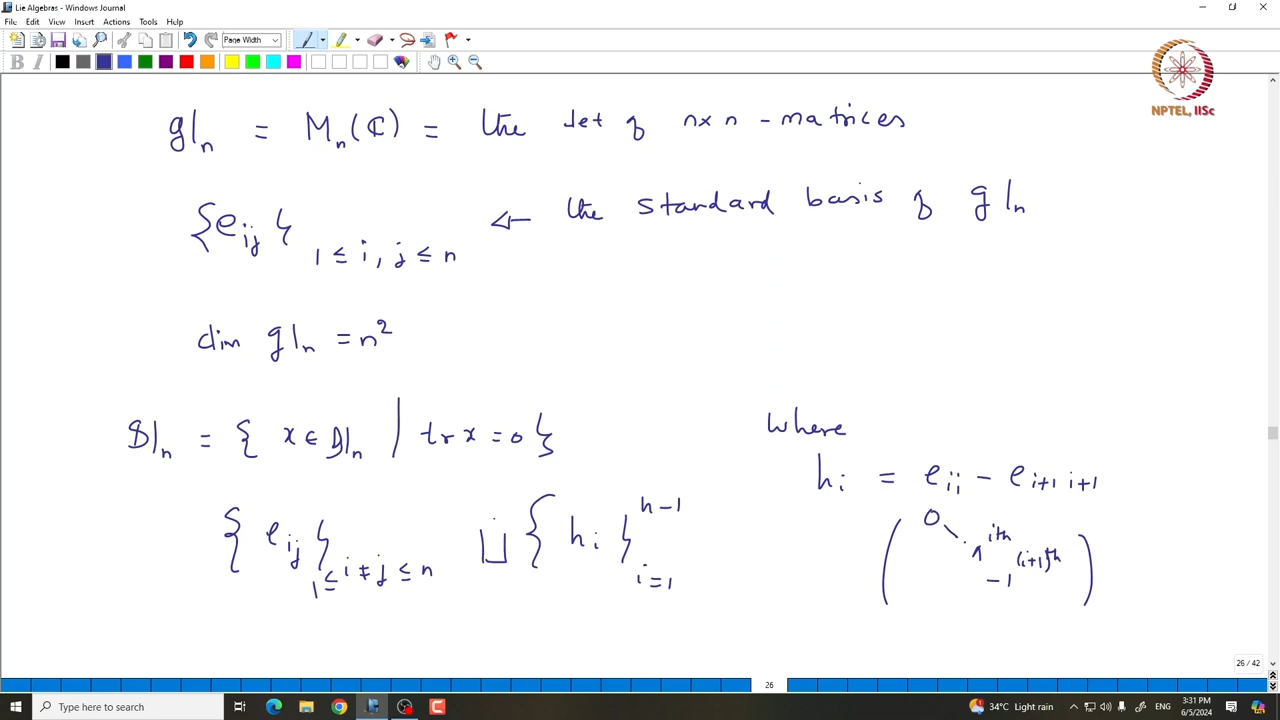 Lie Algebras - Windows Journal
File Edit View Insert Actions Tools Help
Page Width
NPTEL, IISc
gl_n = M_n(ℂ) = the set of n×n - matrices
{e_ij}_{1 ≤ i, j ≤ n} ← the standard basis of gl_n
dim gl_n = n²
sl_n = { x ∈ gl_n | tr x = 0 }
{ e_ij }_{1 ≤ i ≠ j ≤ n} ⊔ { h_i }_{i=1}^{n-1}
where
h_i = e_ii - e_{i+1 i+1}
0
1 ith
-1 (i+1)th
26 / 42
26
Type here to search
34°C Light rain
3:31 PM
6/5/2024